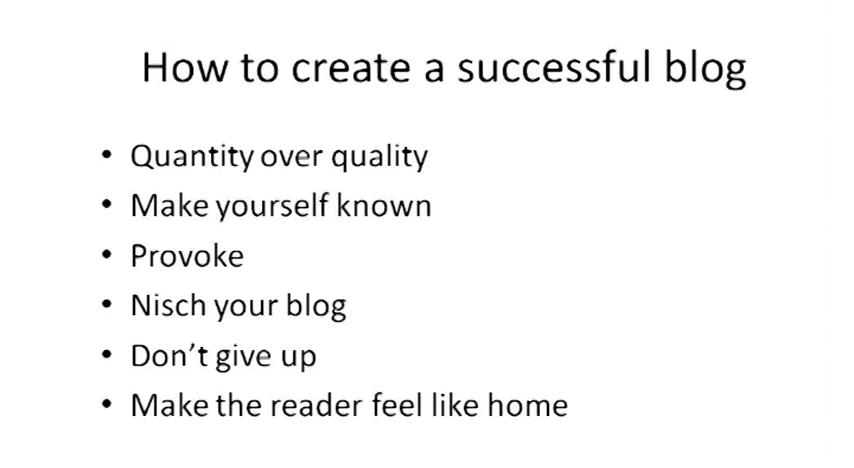 How to create a successful blog
• Quantity over quality
• Make yourself known
• Provoke
• Nisch your blog
• Don’t give up
• Make the reader feel like home